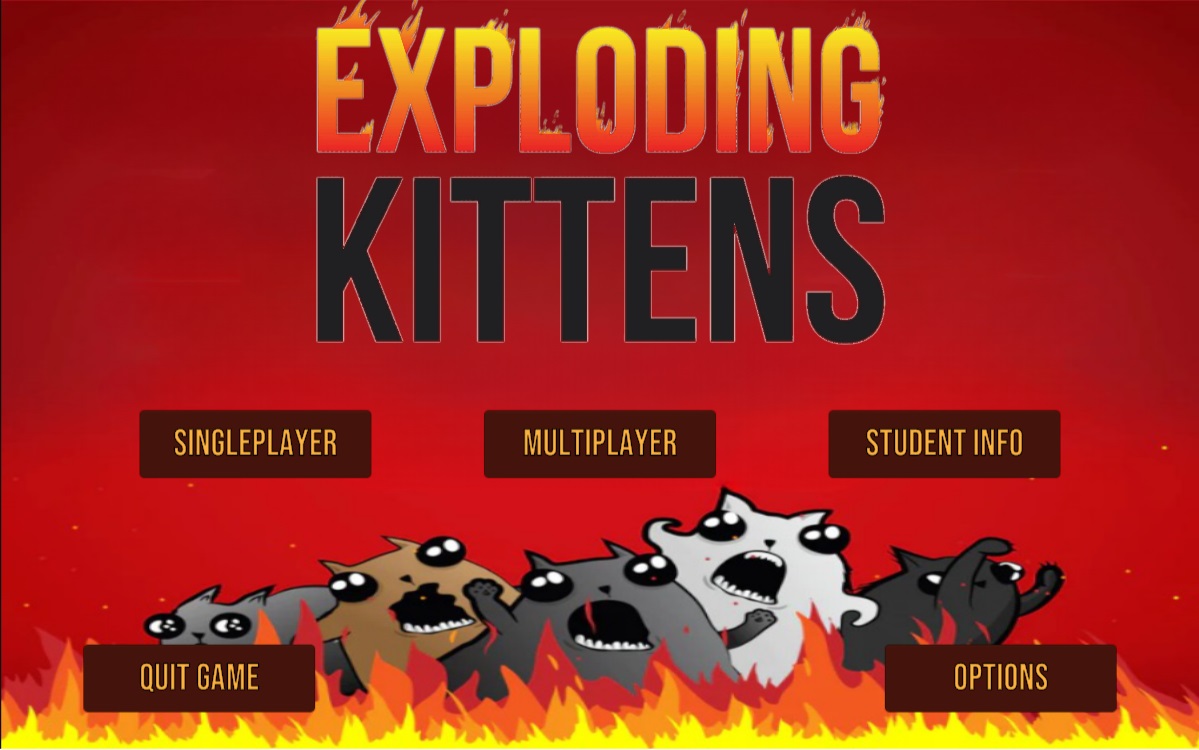 EXPLODING
KITTENS
SINGLEPLAYER
MULTIPLAYER
STUDENT INFO
QUIT GAME
OPTIONS